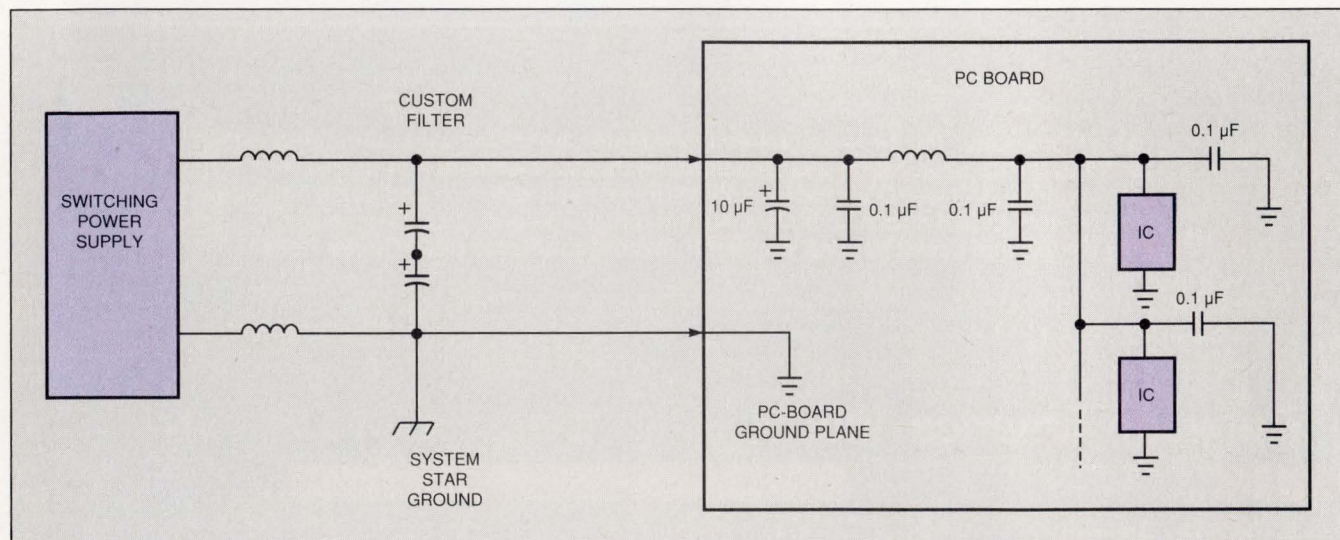 SWITCHING
POWER
SUPPLY
CUSTOM
FILTER
+
+
SYSTEM
STAR
GROUND
PC BOARD
+
10 µF
0.1 µF
0.1 µF
0.1 µF
IC
0.1 µF
IC
PC-BOARD
GROUND PLANE